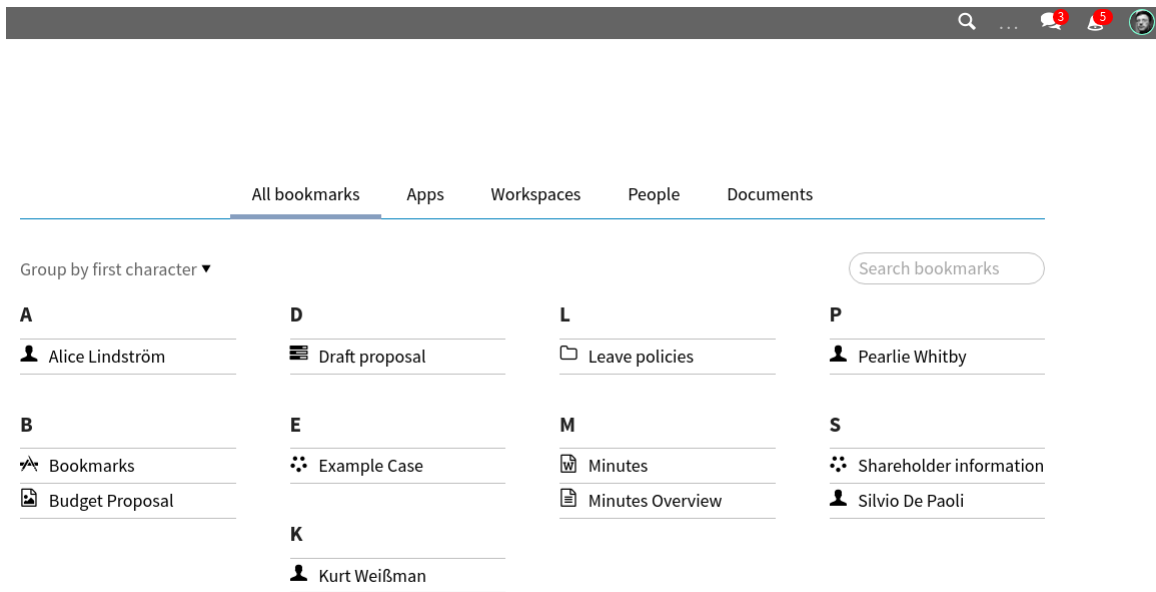 ... 3 5
All bookmarks Apps Workspaces People Documents
Group by first character ▼ Search bookmarks
A
Alice Lindström
B
Bookmarks
Budget Proposal
D
Draft proposal
E
Example Case
K
Kurt Weißman
L
Leave policies
M
Minutes
Minutes Overview
P
Pearlie Whitby
S
Shareholder information
Silvio De Paoli